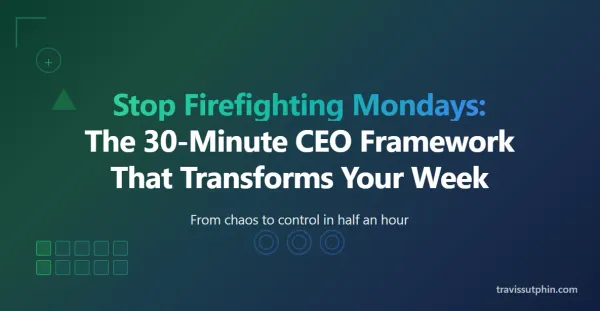 Stop Firefighting Mondays:
The 30-Minute CEO Framework
That Transforms Your Week
From chaos to control in half an hour
travissutphin.com